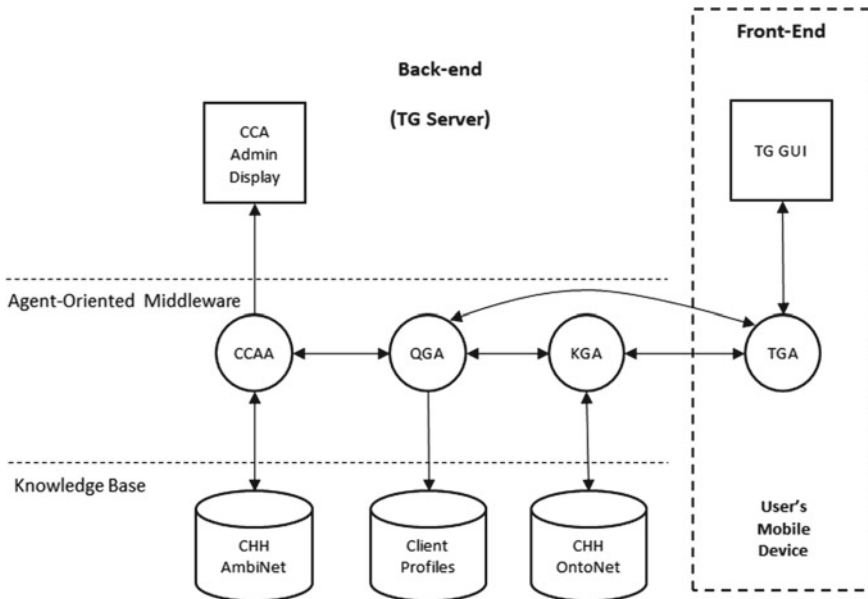 Front-End
Back-end
(TG Server)
CCA
Admin
Display
TG GUI
Agent-Oriented Middleware
CCAA
QGA
KGA
TGA
Knowledge Base
CHH
AmbiNet
Client
Profiles
CHH
OntoNet
User's
Mobile
Device